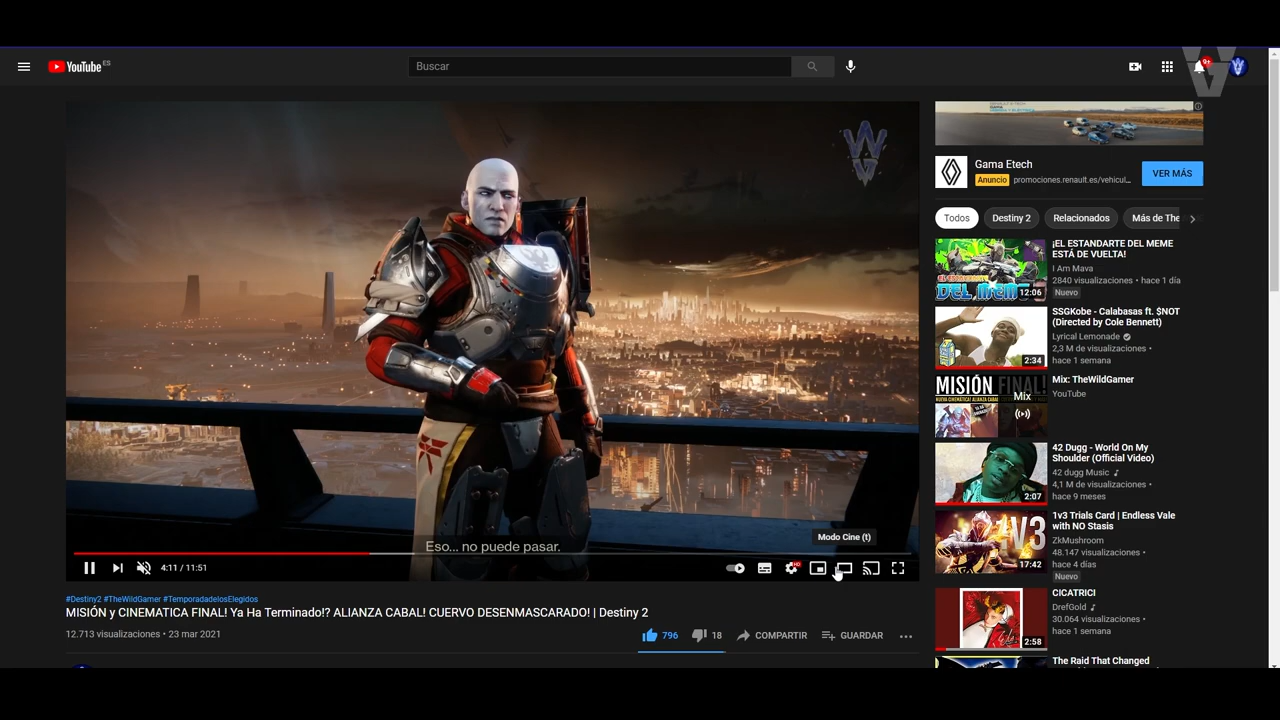 YouTube ES
Buscar
9+
WG
WG
Eso... no puede pasar.
Modo Cine (t)
4:11 / 11:51
HD
#Destiny2 #TheWildGamer #TemporadadelosElegidos
MISIÓN y CINEMATICA FINAL! Ya Ha Terminado!? ALIANZA CABAL! CUERVO DESENMASCARADO! | Destiny 2
12.713 visualizaciones • 23 mar 2021
796
18
COMPARTIR
GUARDAR
Gama Etech
Anuncio promociones.renault.es/vehicul...
VER MÁS
Todos
Destiny 2
Relacionados
Más de The
DEL MEME
12:06
¡EL ESTANDARTE DEL MEME
ESTÁ DE VUELTA!
I Am Mava
2840 visualizaciones • hace 1 día
Nuevo
2:34
SSGKobe - Calabasas ft. $NOT
(Directed by Cole Bennett)
Lyrical Lemonade
2,3 M de visualizaciones •
hace 1 semana
MISIÓN FINAL!
Mix
Mix: TheWildGamer
YouTube
2:07
42 Dugg - World On My
Shoulder (Official Video)
42 dugg Music
4,1 M de visualizaciones •
hace 9 meses
1V3
17:42
1v3 Trials Card | Endless Vale
with NO Stasis
ZkMushroom
48.147 visualizaciones •
hace 4 días
Nuevo
2:58
CICATRICI
DrefGold
30.064 visualizaciones •
hace 1 semana
The Raid That Changed